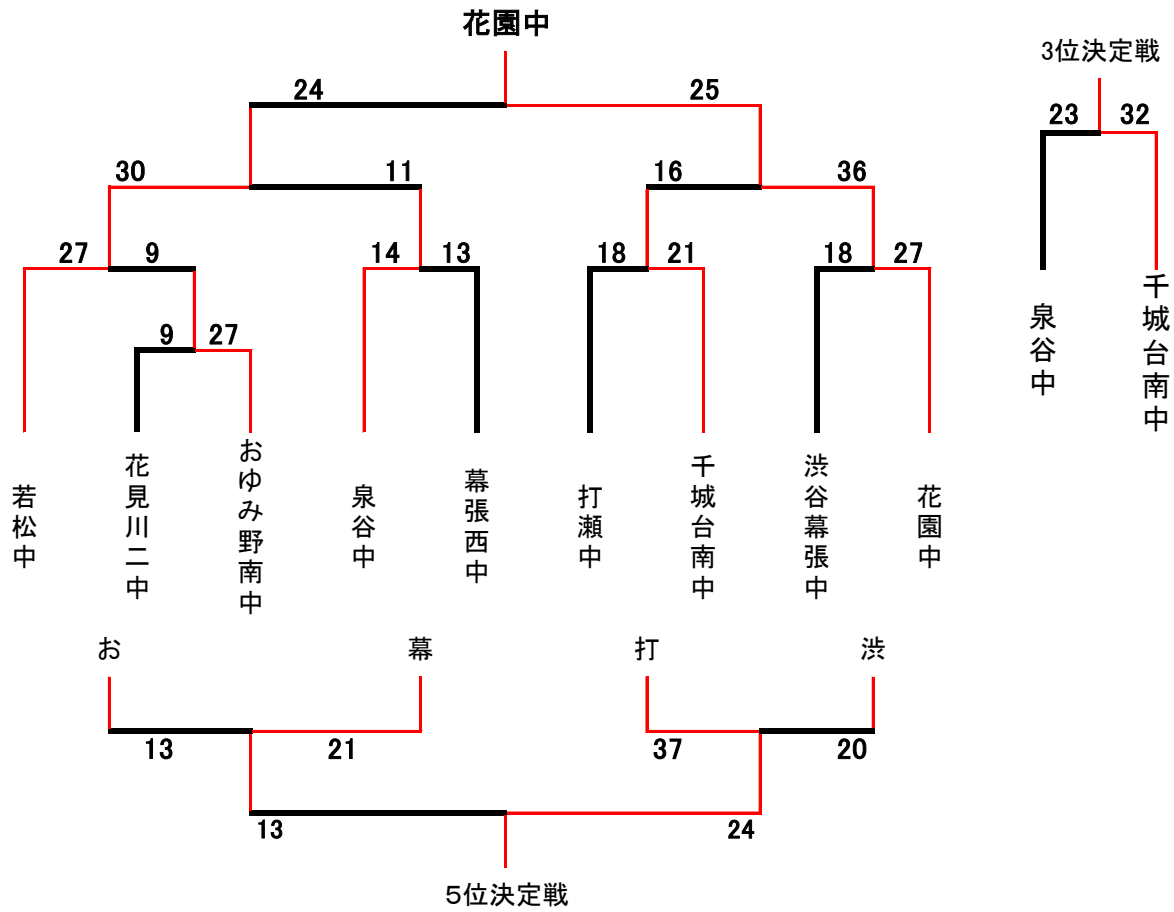 花園中
3位決定戦
24
25
23
32
30
11
16
36
27
9
14
13
18
21
18
27
9
27
泉谷中
千城台南中
若松中
花見川二中
おゆみ野南中
泉谷中
幕張西中
打瀬中
千城台南中
渋谷幕張中
花園中
お
幕
打
渋
13
21
37
20
13
24
5位決定戦